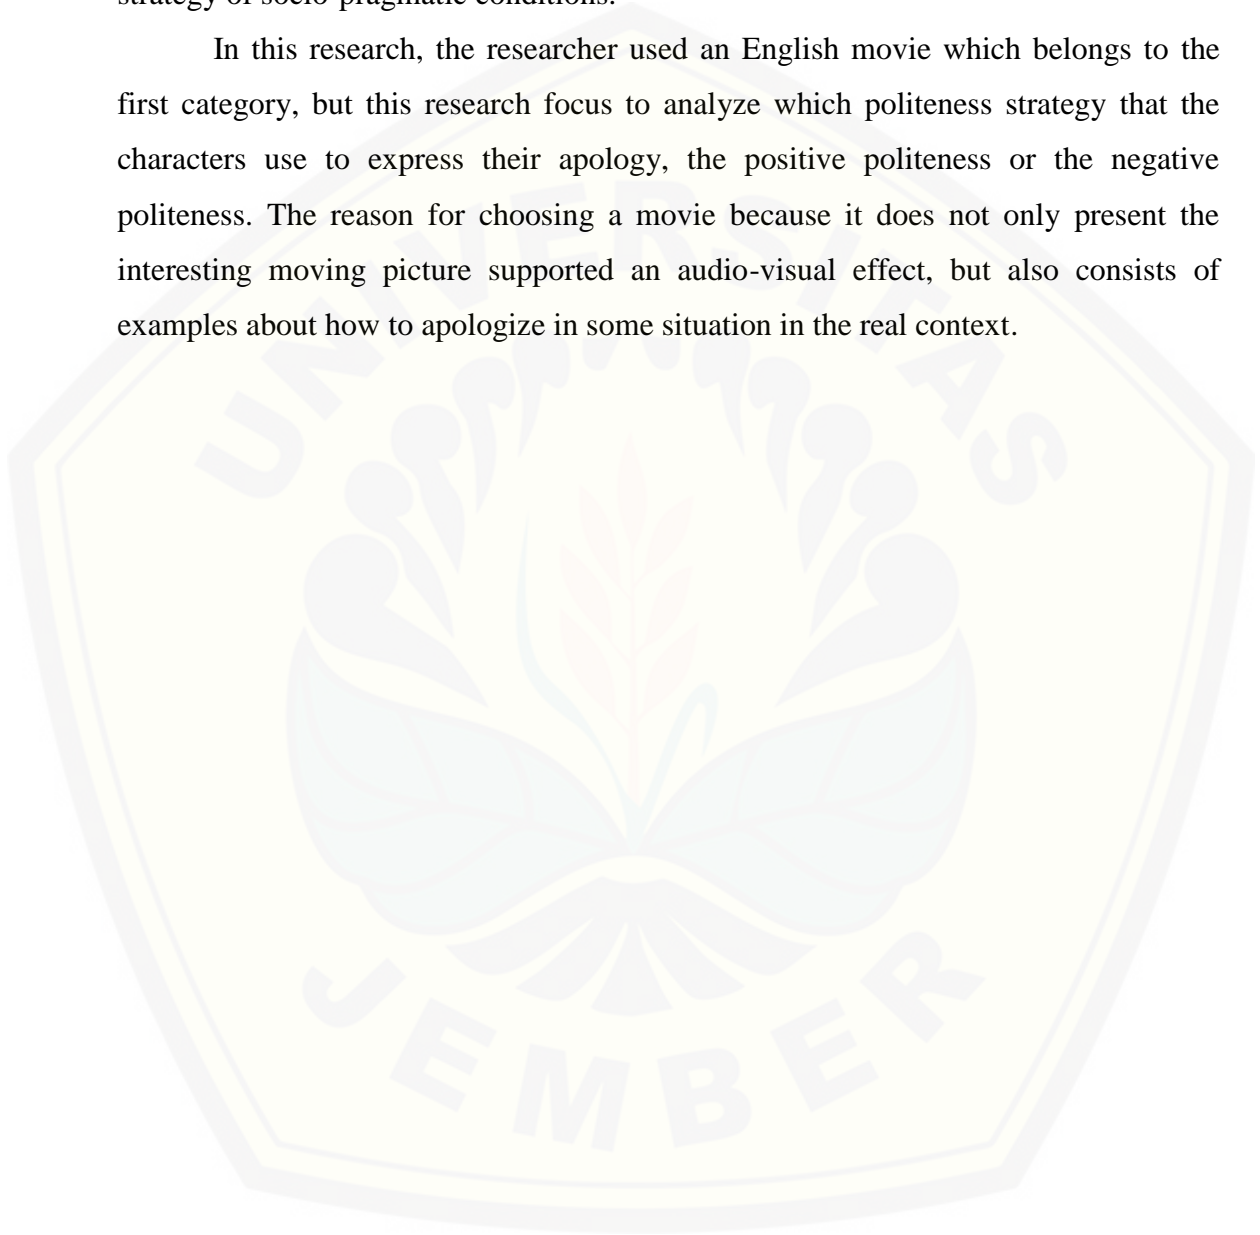 strategy of socio-pragmatic conditions.
In this research, the researcher used an English movie which belongs to the
first category, but this research focus to analyze which politeness strategy that the
characters use to express their apology, the positive politeness or the negative
politeness. The reason for choosing a movie because it does not only present the
interesting moving picture supported an audio-visual effect, but also consists of
examples about how to apologize in some situation in the real context.
UNIVERSITAS
JEMBER